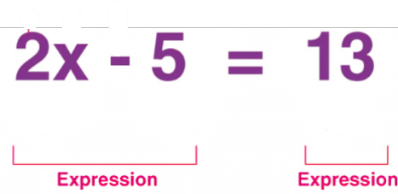 2x - 5 = 13
Expression Expression